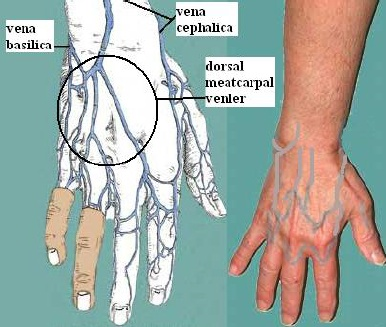 vena
basilica
vena
cephalica
dorsal
meatcarpal
venler